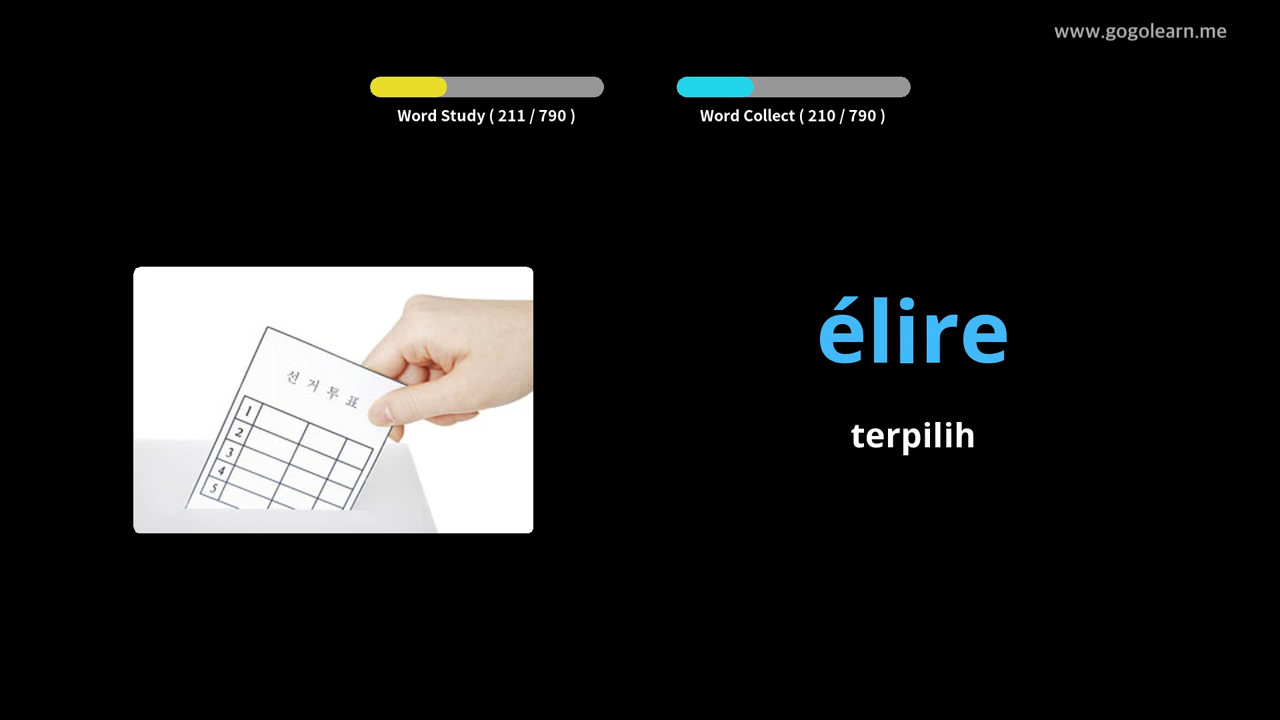 www.gogolearn.me
Word Study ( 211 / 790 )
Word Collect ( 210 / 790 )
선거투표
1
2
3
4
5
élire
terpilih